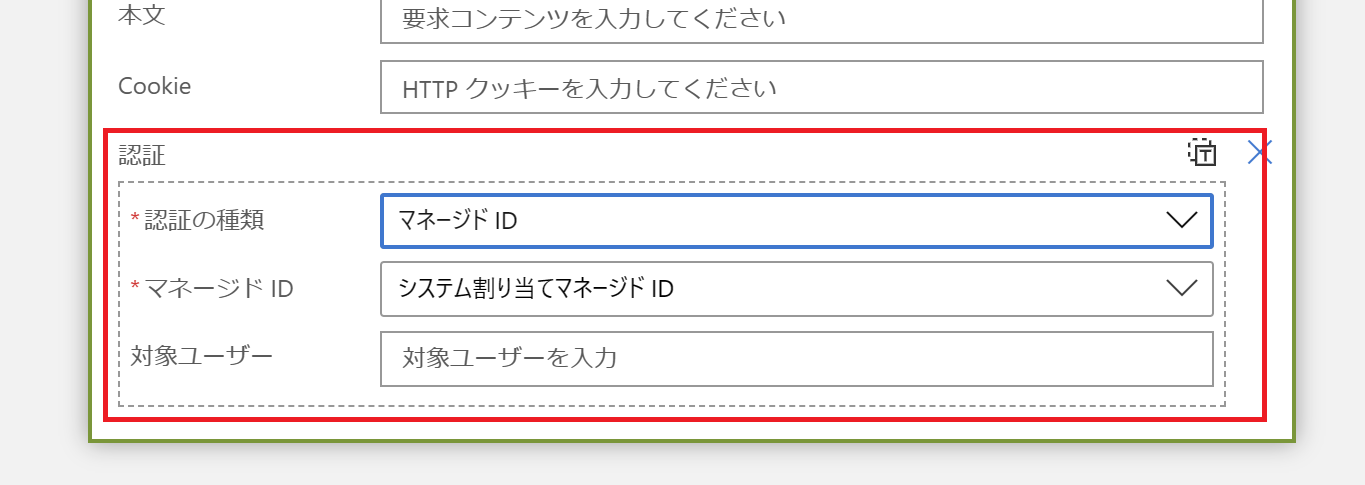 本文 要求コンテンツを入力してください
Cookie HTTP クッキーを入力してください
認証
* 認証の種類 マネージド ID
* マネージド ID システム割り当てマネージド ID
対象ユーザー 対象ユーザーを入力